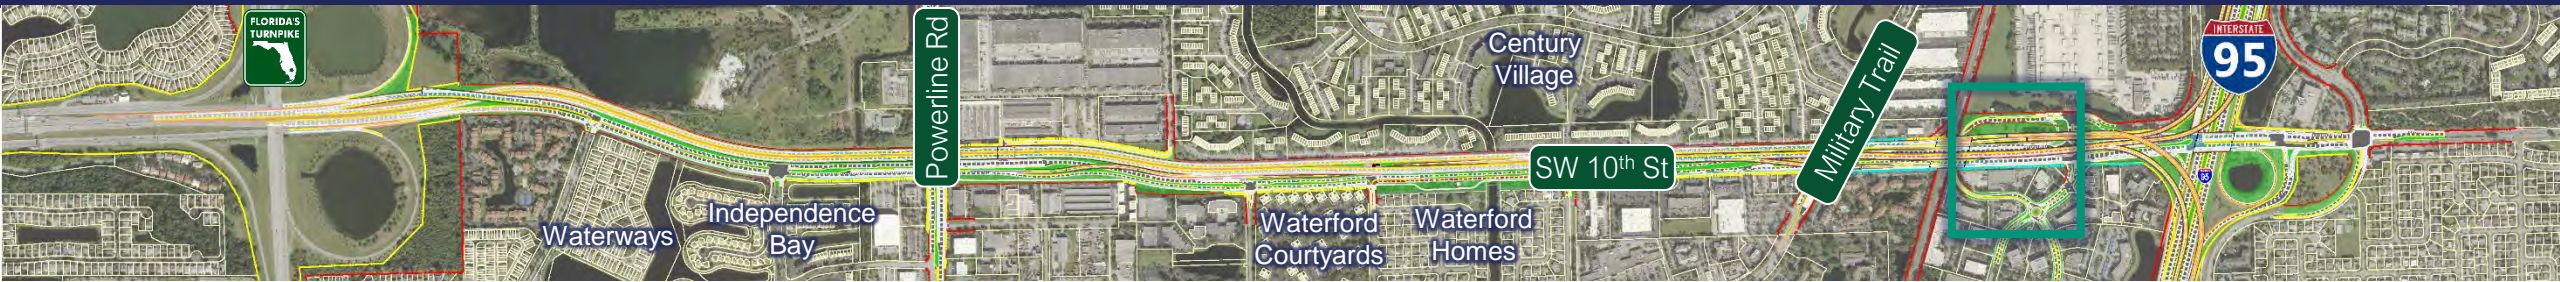 FLORIDA'S
TURNPIKE
Waterways
Independence
Bay
Powerline Rd
Century
Village
Waterford
Courtyards
Waterford
Homes
SW 10th St
Military Trail
INTERSTATE
95
95